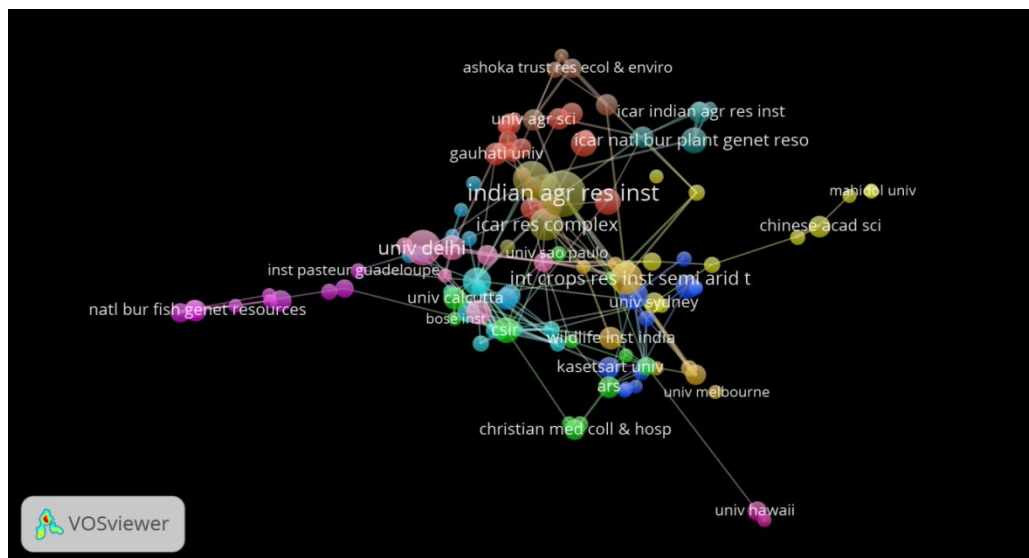 ashoka trust res ecol & enviro
icar indian agr res inst
univ agr sci
icar natl bur plant genet reso
gauhati univ
indian agr res inst
mahidol univ
icar res complex
chinese acad sci
univ delhi
univ sao paulo
inst pasteur guadeloupe
int crops res inst semi arid t
univ calcutta
univ sydney
natl bur fish genet resources
bose inst
csir
wildlife inst india
kasetsart univ
ars
univ melbourne
christian med coll & hosp
univ hawaii
VOSviewer